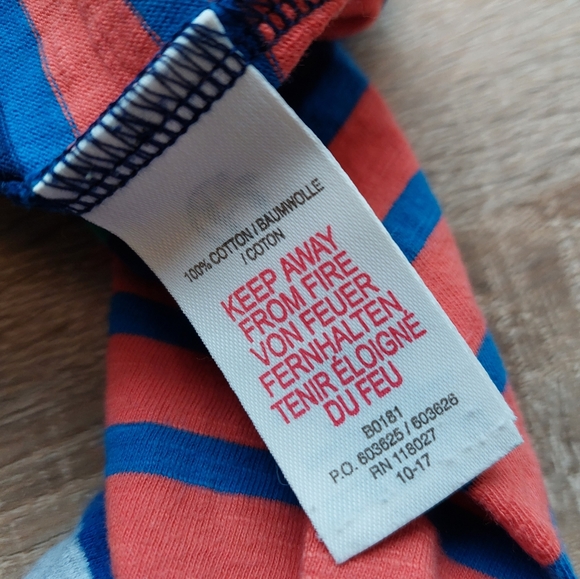 100% COTTON / BAUMWOLLE
/ COTON
KEEP AWAY
FROM FIRE
VON FEUER
FERNHALTEN
TENIR ÉLOIGNÉ
DU FEU
B0181
P.O. 603625 / 603626
RN 118027
10-17